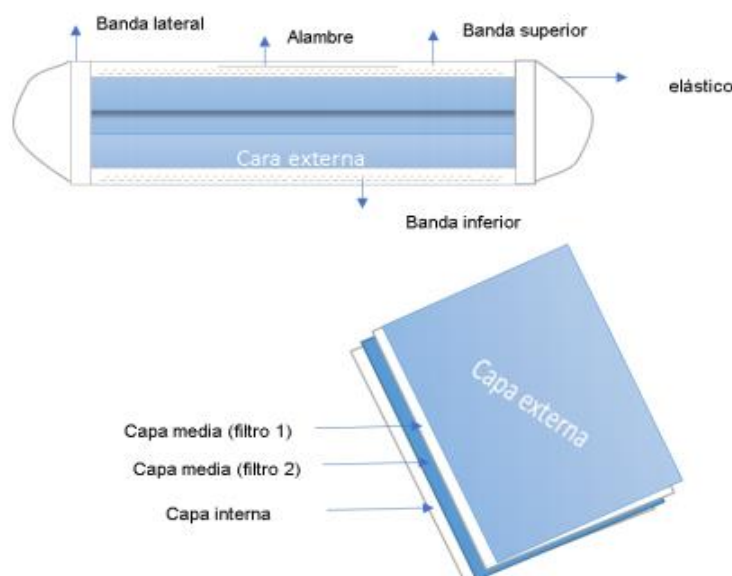 Banda lateral
Alambre
Banda superior
elástico
Cara externa
Banda inferior
Capa externa
Capa media (filtro 1)
Capa media (filtro 2)
Capa interna